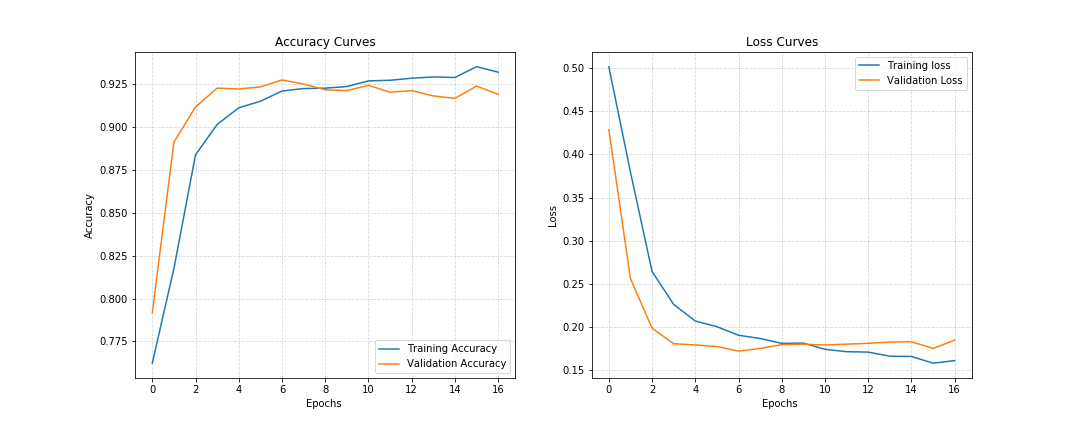 Accuracy Curves
Accuracy
0.925
0.900
0.875
0.850
0.825
0.800
0.775
Training Accuracy
Validation Accuracy
0 2 4 6 8 10 12 14 16
Epochs
Loss Curves
Loss
0.50
0.45
0.40
0.35
0.30
0.25
0.20
0.15
Training loss
Validation Loss
0 2 4 6 8 10 12 14 16
Epochs